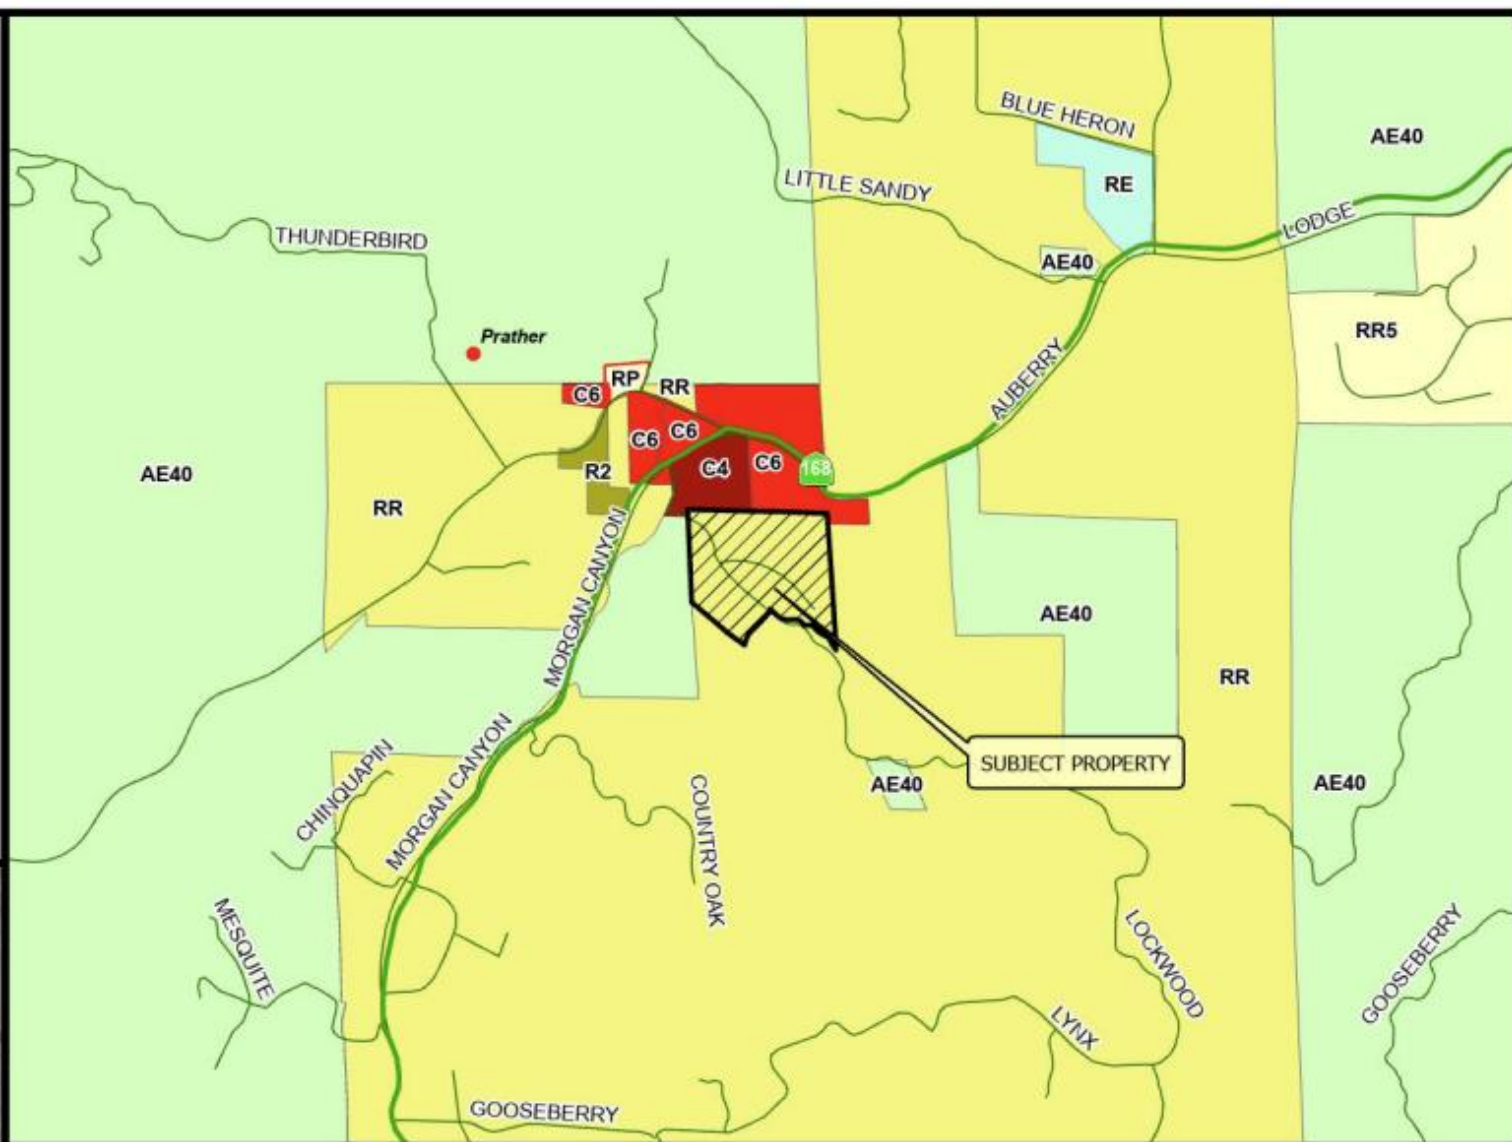 BLUE HERON
AE40
LITTLE SANDY
RE
LODGE
THUNDERBIRD
AE40
Prather
RR5
RP
RR
C6
AUBERRY
C6
C6
C4
C6
168
R2
AE40
RR
MORGAN CANYON
AE40
RR
SUBJECT PROPERTY
AE40
AE40
CHINQUAPIN
MORGAN CANYON
COUNTRY OAK
MESQUITE
LOCKWOOD
GOOSEBERRY
LYNX
GOOSEBERRY